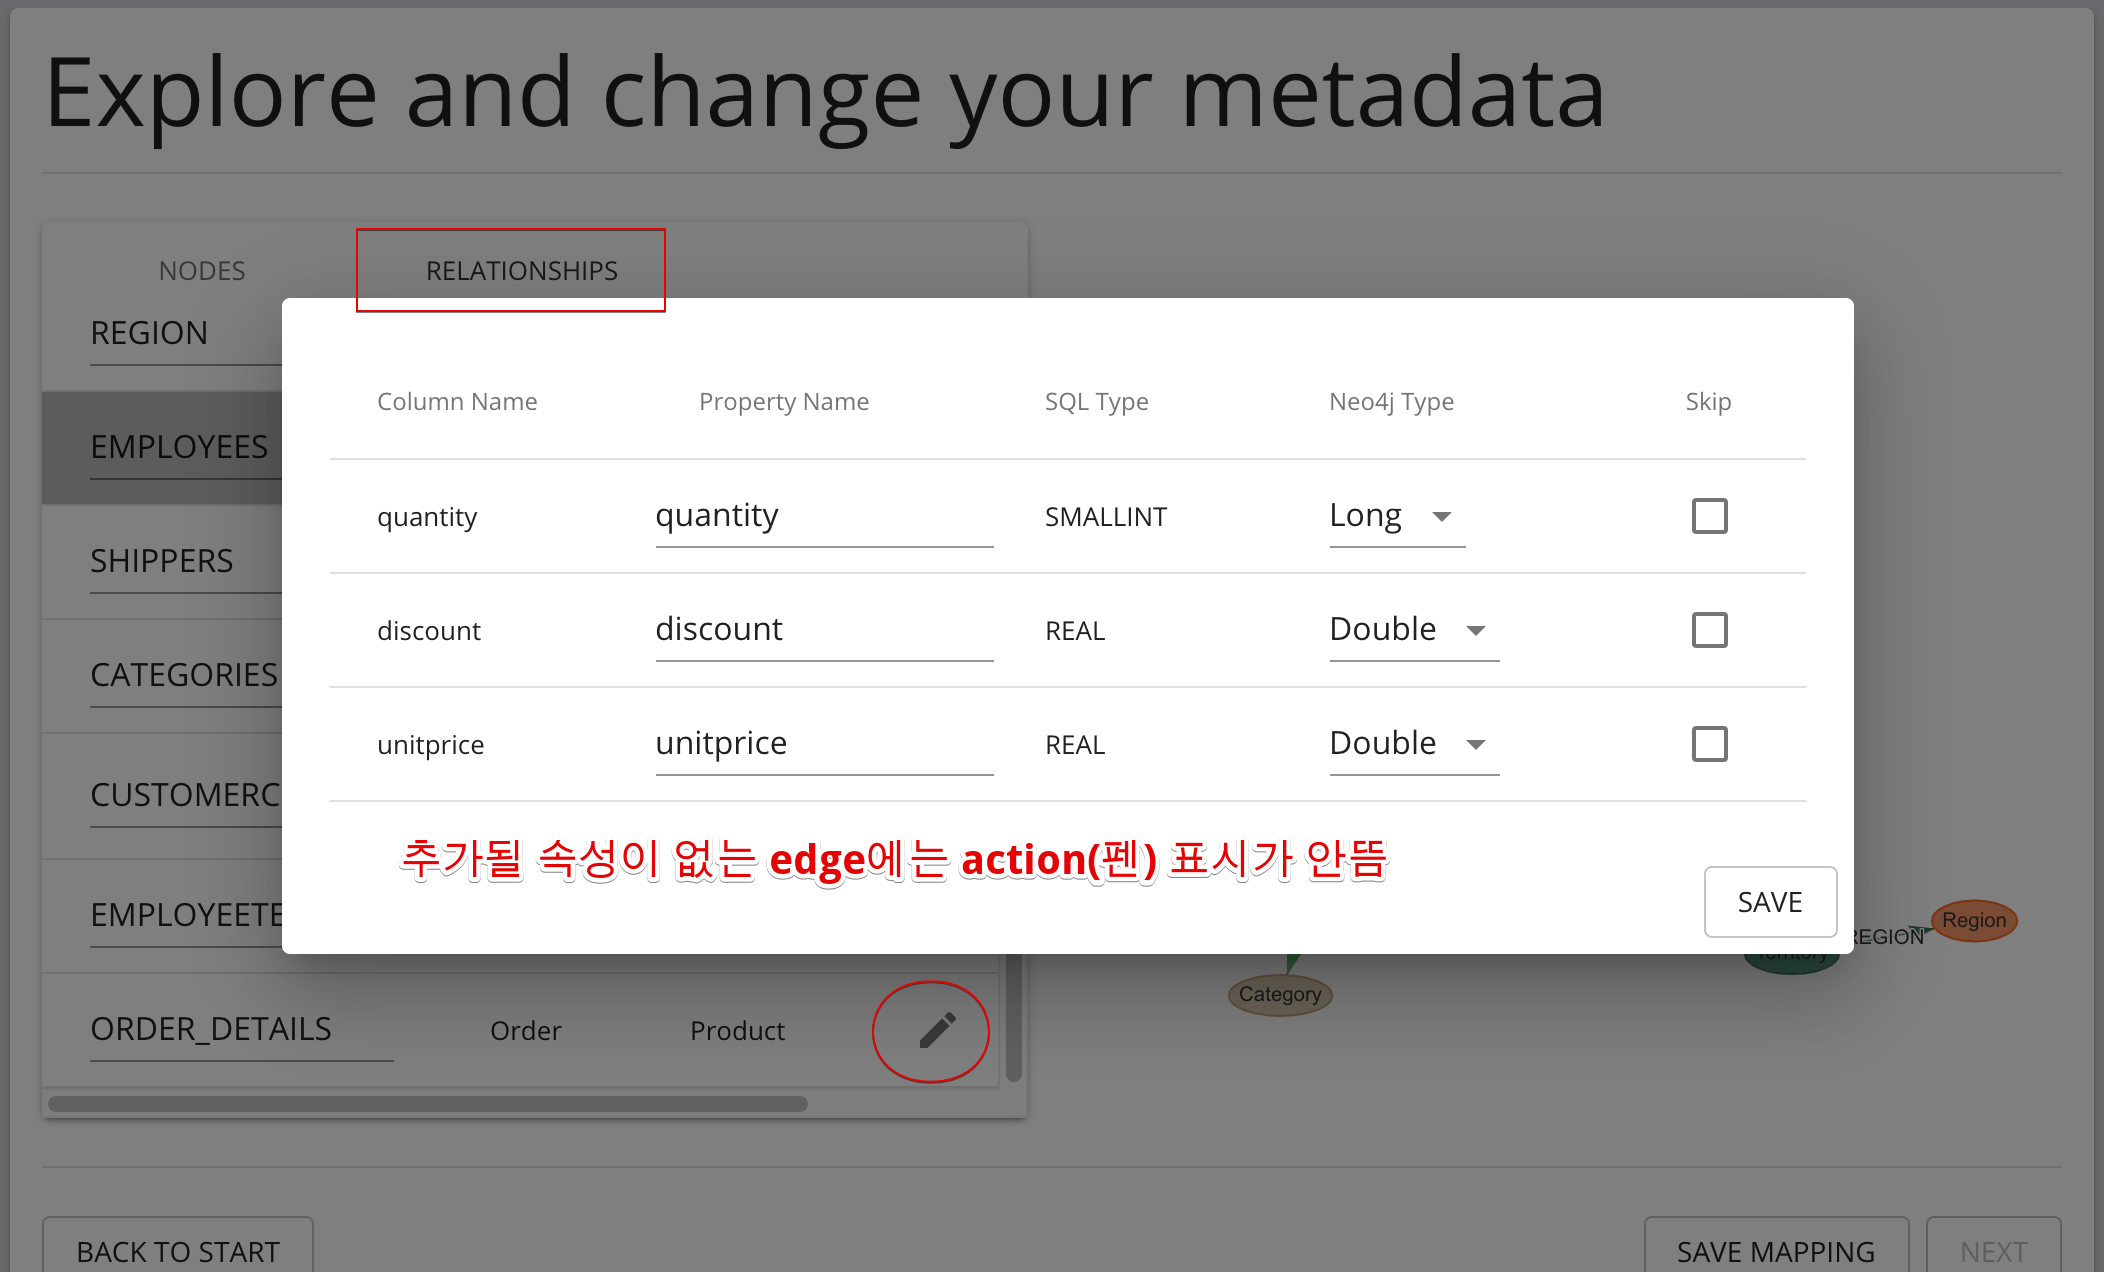 Explore and change your metadata
NODES
RELATIONSHIPS
REGION
EMPLOYEES
SHIPPERS
CATEGORIES
CUSTOMERC
EMPLOYEETE
ORDER_DETAILS Order Product
Column Name Property Name SQL Type Neo4j Type Skip
quantity quantity SMALLINT Long
discount discount REAL Double
unitprice unitprice REAL Double
추가될 속성이 없는 edge에는 action(펜) 표시가 안뜸
SAVE
REGION
Region
Territory
Category
BACK TO START
SAVE MAPPING
NEXT